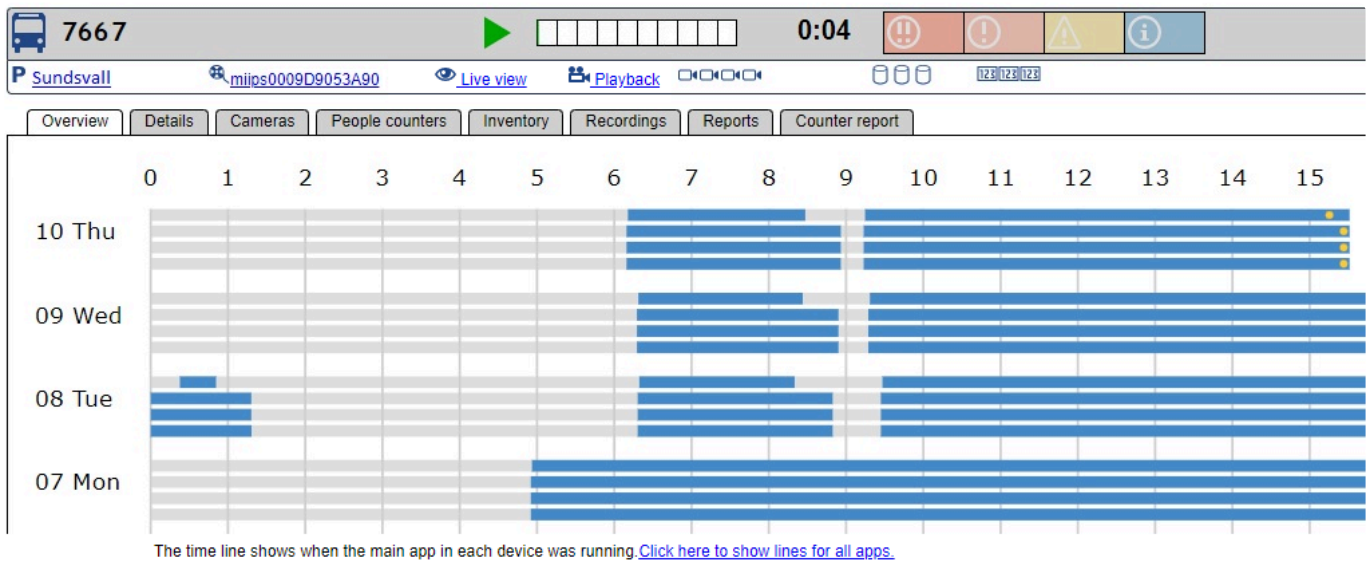 7667 0:04
P Sundsvall miips0009D9053A90 Live view Playback 123 123 123
Overview Details Cameras People counters Inventory Recordings Reports Counter report
0 1 2 3 4 5 6 7 8 9 10 11 12 13 14 15
10 Thu
09 Wed
08 Tue
07 Mon
The time line shows when the main app in each device was running.Click here to show lines for all apps.